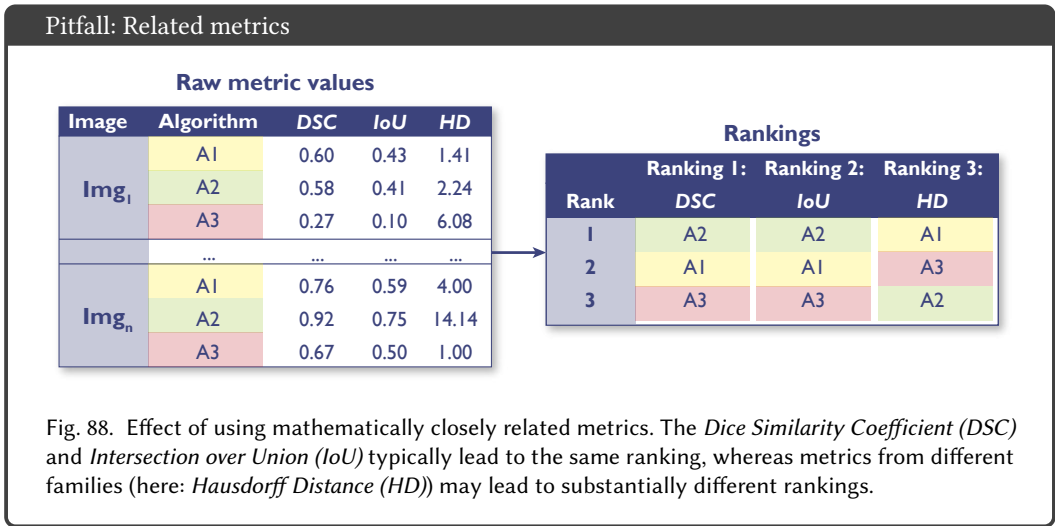 Pitfall: Related metrics
Raw metric values
Image Algorithm DSC IoU HD
A1 0.60 0.43 1.41
Img₁ A2 0.58 0.41 2.24
A3 0.27 0.10 6.08
... ... ... ...
A1 0.76 0.59 4.00
Imgₙ A2 0.92 0.75 14.14
A3 0.67 0.50 1.00
Rankings
Ranking 1: Ranking 2: Ranking 3:
Rank DSC IoU HD
1 A2 A2 A1
2 A1 A1 A3
3 A3 A3 A2
Fig. 88. Effect of using mathematically closely related metrics. The Dice Similarity Coefficient (DSC)
and Intersection over Union (IoU) typically lead to the same ranking, whereas metrics from different
families (here: Hausdorff Distance (HD)) may lead to substantially different rankings.